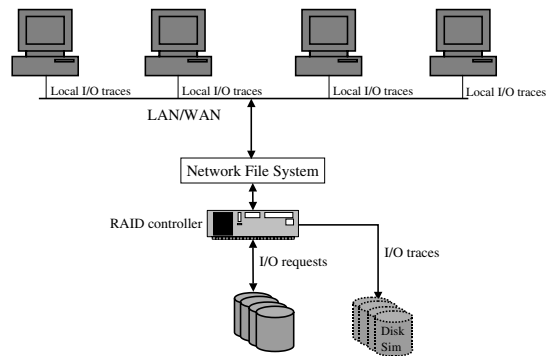 Local I/O traces
Local I/O traces
Local I/O traces
Local I/O traces
LAN/WAN
Network File System
RAID controller
I/O requests
I/O traces
Disk
Sim